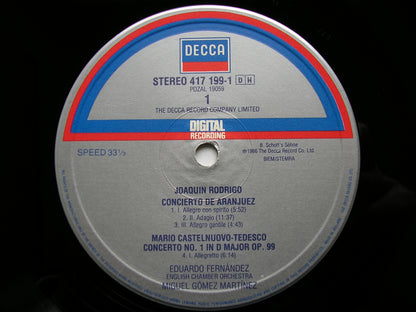 DECCA
STEREO 417 199-1 DH
PDZAL 19059
1
THE DECCA RECORD COMPANY LIMITED
DIGITAL
RECORDING
SPEED 33⅓
B. Schott's Söhne
℗1986 The Decca Record Co. Ltd.
BIEM/STEMRA
JOAQUIN RODRIGO
CONCIERTO DE ARANJUEZ
1. I. Allegro con spirito (5.52)
2. II. Adagio (11:37)
3. III. Allegro gentile (4:43)
MARIO CASTELNUOVO-TEDESCO
CONCERTO NO. 1 IN D MAJOR OP. 99
4. I. Allegretto (6.14)
EDUARDO FERNÁNDEZ
ENGLISH CHAMBER ORCHESTRA
MIGUEL GÓMEZ MARTINEZ